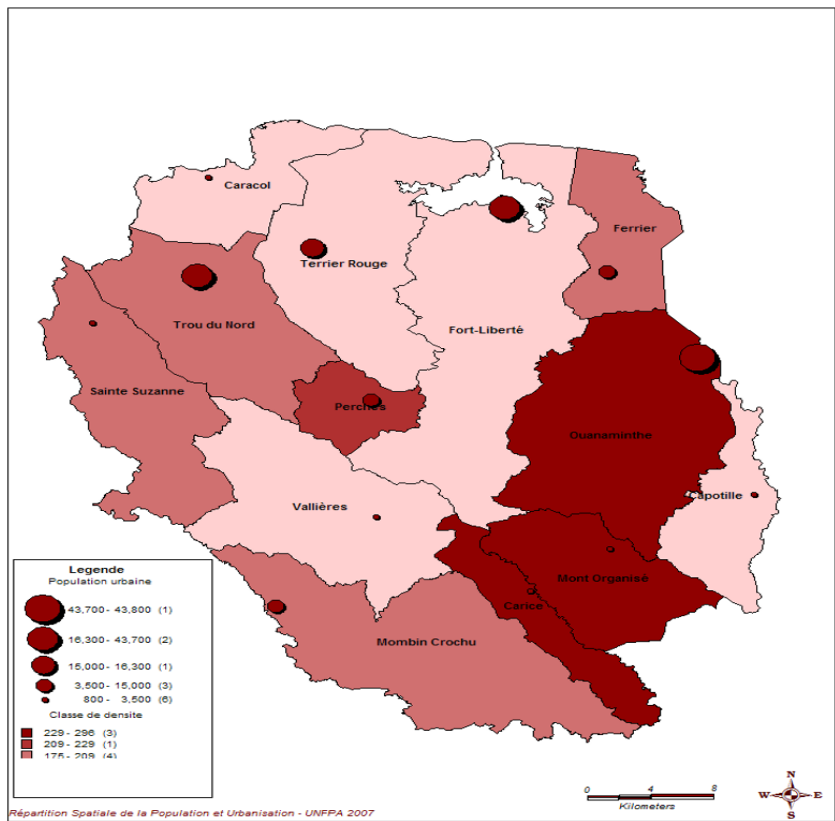 Caracol
Ferrier
Terrier Rouge
Trou du Nord
Fort-Liberté
Sainte Suzanne
Perches
Ouanaminthe
Capotille
Vallières
Mont Organisé
Carice
Mombin Crochu
Legende
Population urbaine
43,700 - 43,800 (1)
16,300 - 43,700 (2)
15,000 - 16,300 (1)
3,500 - 15,000 (3)
800 - 3,500 (6)
Classe de densite
229 - 296 (3)
209 - 229 (1)
175 - 209 (4)
0 4 8
Kilometers
N
W E
S
Répartition Spatiale de la Population et Urbanisation - UNFPA 2007